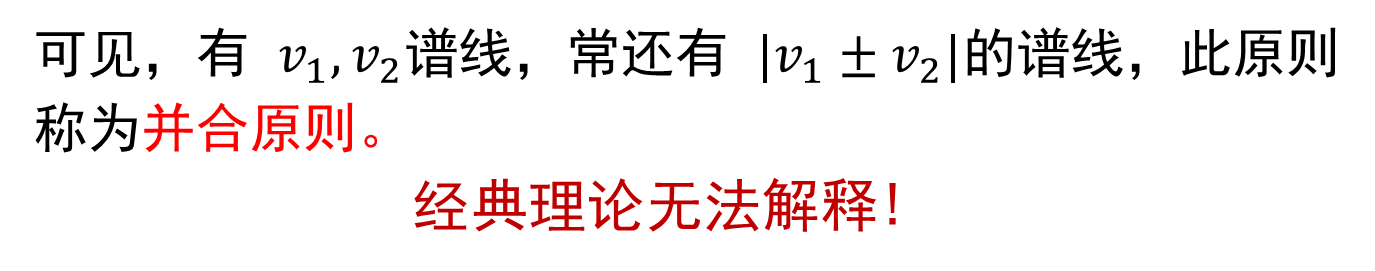 可见，有 𝑣₁,𝑣₂谱线，常还有 |𝑣₁ ± 𝑣₂|的谱线，此原则
称为并合原则。
经典理论无法解释!